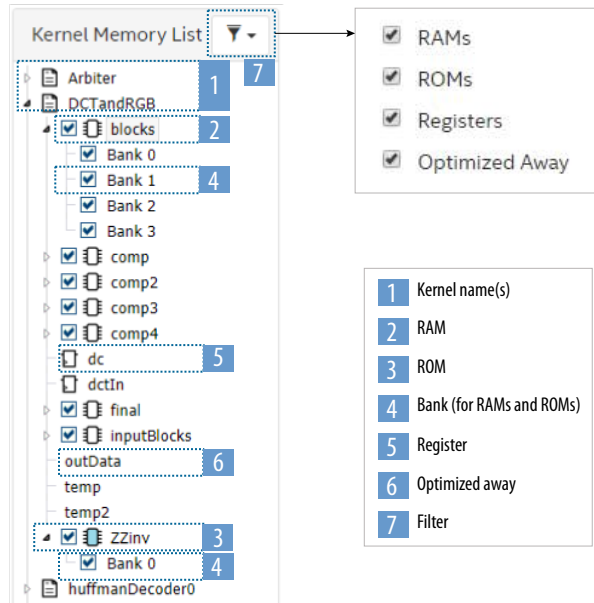 Kernel Memory List
7
Arbiter
1
DCTandRGB
blocks
2
Bank 0
Bank 1
4
Bank 2
Bank 3
comp
comp2
comp3
comp4
dc
5
dctIn
final
inputBlocks
outData
6
temp
temp2
ZZinv
3
Bank 0
4
huffmanDecoder0
RAMs
ROMs
Registers
Optimized Away
1 Kernel name(s)
2 RAM
3 ROM
4 Bank (for RAMs and ROMs)
5 Register
6 Optimized away
7 Filter